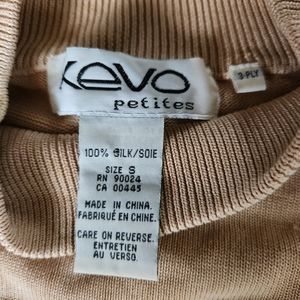 Kevo
petites
3-PLY
100% SILK/SOIE
SIZE S
RN 90024
CA 00445
MADE IN CHINA.
FABRIQUÉ EN CHINE.
CARE ON REVERSE.
ENTRETIEN
AU VERSO.